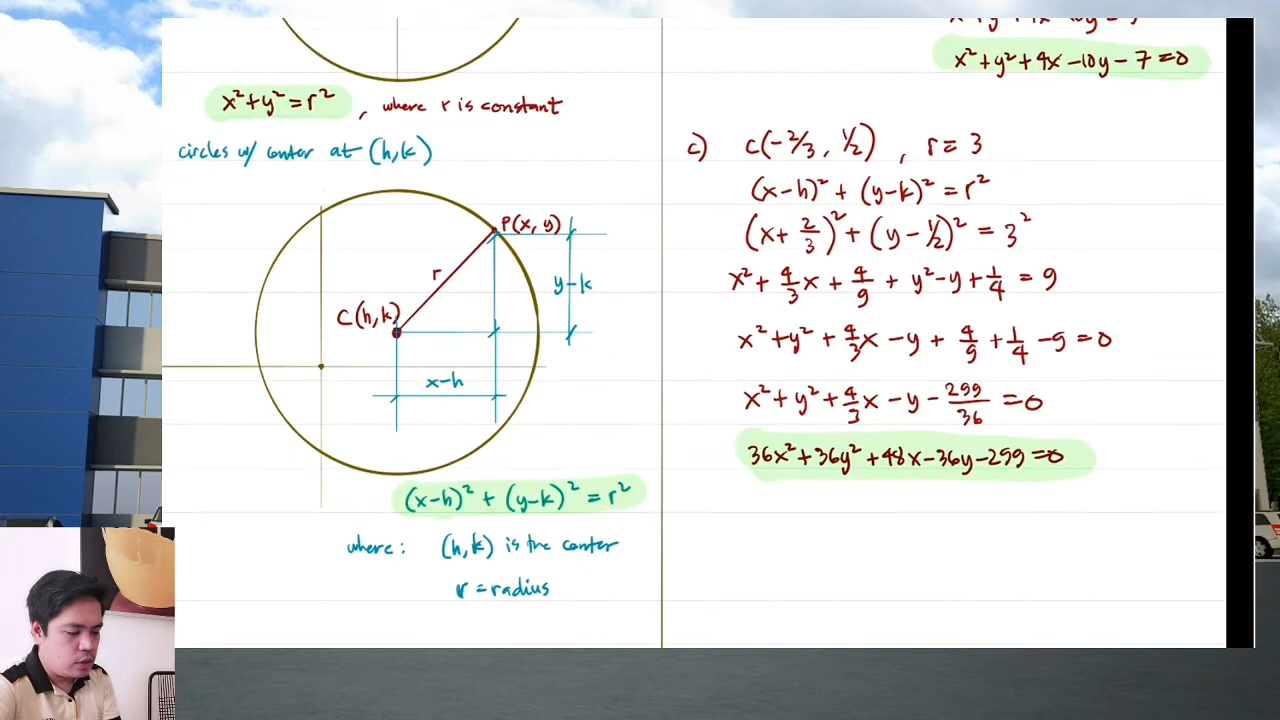 x² + y² = r² , where r is constant
circles w/ center at (h,k)
P(x, y)
r
y-k
C(h,k)
x-h
(x-h)² + (y-k)² = r²
where: (h,k) is the center
r = radius
x² + y² + 4x - 10y - 7 = 0
c) C(-2/3, 1/2) , r = 3
(x-h)² + (y-k)² = r²
(x + 2/3)² + (y - 1/2)² = 3²
x² + 4/3 x + 4/9 + y² - y + 1/4 = 9
x² + y² + 4/3 x - y + 4/9 + 1/4 - 9 = 0
x² + y² + 4/3 x - y - 299/36 = 0
36x² + 36y² + 48x - 36y - 299 = 0